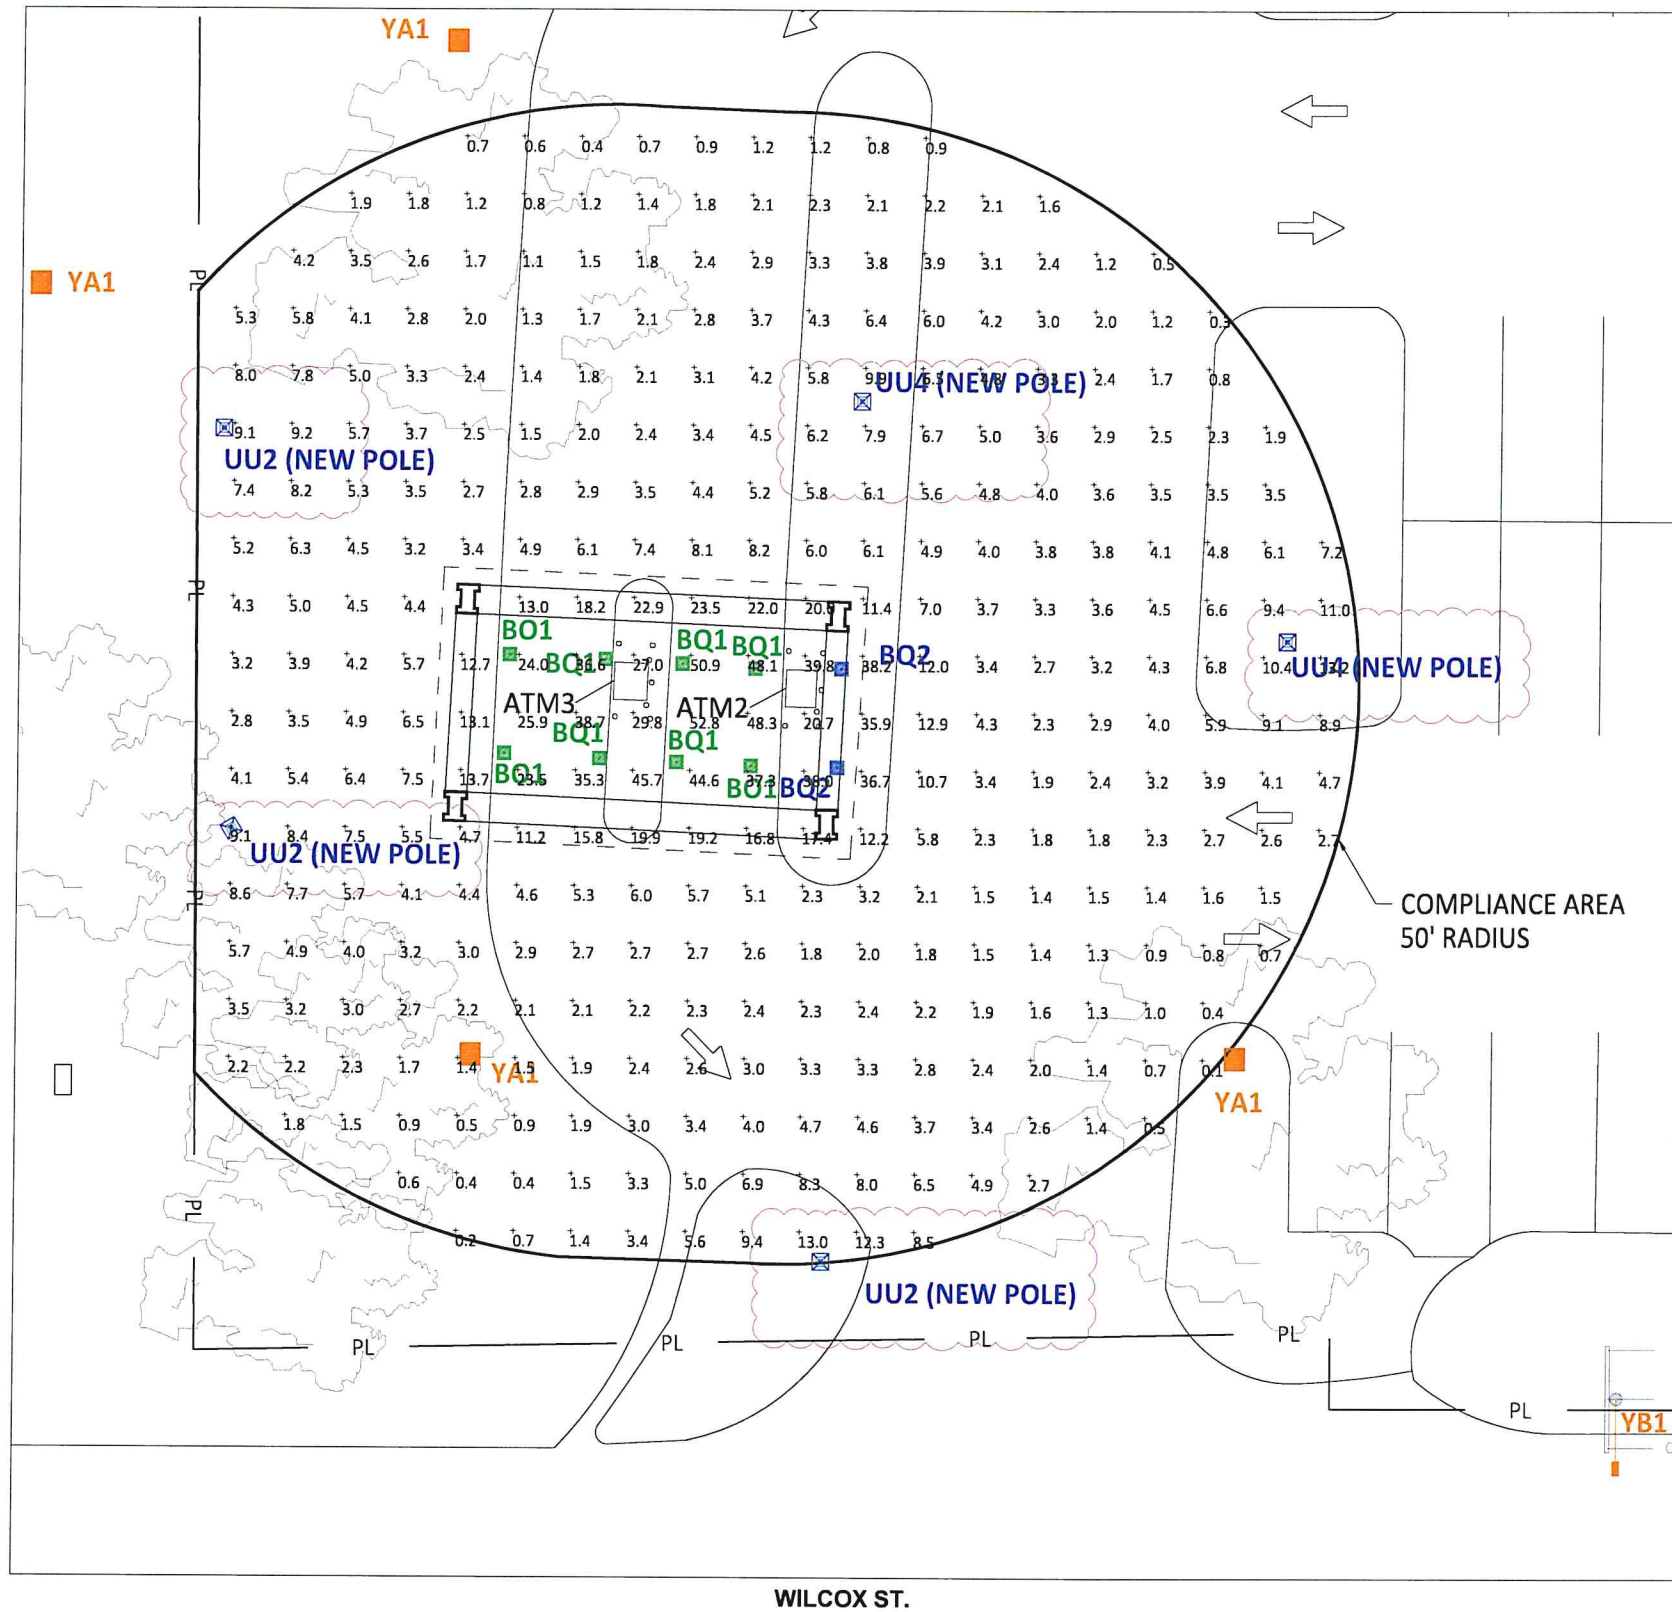 YA1
0.7 0.6 0.4 0.7 0.9 1.2 1.2 0.8 0.9
1.9 1.8 1.2 0.8 1.2 1.4 1.8 2.1 2.3 2.1 2.2 2.1 1.6
4.2 3.5 2.6 1.7 1.1 1.5 1.8 2.4 2.9 3.3 3.8 3.9 3.1 2.4 1.2 0.5
YA1
PL
5.3 5.8 4.1 2.8 2.0 1.3 1.7 2.1 2.8 3.7 4.3 6.4 6.0 4.2 3.0 2.0 1.2 0.3
8.0 7.8 5.0 3.3 2.4 1.4 1.8 2.1 3.1 4.2 5.8 2.4 1.7 0.8
UU4 (NEW POLE)
9.1 9.2 5.7 3.7 2.5 1.5 2.0 2.4 3.4 4.5 6.2 7.9 6.7 5.0 3.6 2.9 2.5 2.3 1.9
UU2 (NEW POLE)
7.4 8.2 5.3 3.5 2.7 2.8 2.9 3.5 4.4 5.2 5.8 6.1 5.6 4.8 4.0 3.6 3.5 3.5 3.5
5.2 6.3 4.5 3.2 3.4 4.9 6.1 7.4 8.1 8.2 6.0 6.1 4.9 4.0 3.8 3.8 4.1 4.8 6.1 7.2
PL
4.3 5.0 4.5 4.4 13.0 18.2 22.9 23.5 22.0 11.4 7.0 3.7 3.3 3.6 4.5 6.6 9.4 11.0
BO1 BQ1 BQ1
BQ1 BQ2
3.2 3.9 4.2 5.7 12.7 24.0 36.6 27.0 50.9 48.1 39.8 38.2 12.0 3.4 2.7 3.2 4.3 6.8 10.4
UU4 (NEW POLE)
ATM3 ATM2
2.8 3.5 4.9 6.5 13.1 25.9 38.7 29.8 52.8 48.3 20.7 35.9 12.9 4.3 2.3 2.9 4.0 5.9 9.1 8.9
BQ1 BQ1
4.1 5.4 6.4 7.5 13.7 23.5 35.3 45.7 44.6 37.3 38.0 36.7 10.7 3.4 1.9 2.4 3.2 3.9 4.1 4.7
BO1 BO1 BQ2
9.1 8.4 7.5 5.5 4.7 11.2 15.8 19.9 19.2 16.8 17.4 12.2 5.8 2.3 1.8 1.8 2.3 2.7 2.6 2.7
UU2 (NEW POLE)
8.6 7.7 5.7 4.1 4.4 4.6 5.3 6.0 5.7 5.1 2.3 3.2 2.1 1.5 1.4 1.5 1.4 1.6 1.5
PL
COMPLIANCE AREA
50' RADIUS
5.7 4.9 4.0 3.2 3.0 2.9 2.7 2.7 2.7 2.6 1.8 2.0 1.8 1.5 1.4 1.3 0.9 0.8 0.7
3.5 3.2 3.0 2.7 2.2 2.1 2.1 2.2 2.3 2.4 2.3 2.4 2.2 1.9 1.6 1.3 1.0 0.4
2.2 2.2 2.3 1.7 1.4 1.5 1.9 2.4 2.6 3.0 3.3 3.3 2.8 2.4 2.0 1.4 0.7 0.1
YA1
YA1
1.8 1.5 0.9 0.5 0.9 1.9 3.0 3.4 4.0 4.7 4.6 3.7 3.4 2.6 1.4 0.5
0.6 0.4 0.4 1.5 3.3 5.0 6.9 8.3 8.0 6.5 4.9 2.7
PL
0.2 0.7 1.4 3.4 5.6 9.4 13.0 12.3 8.5
UU2 (NEW POLE)
PL PL PL PL
PL
YB1
WILCOX ST.